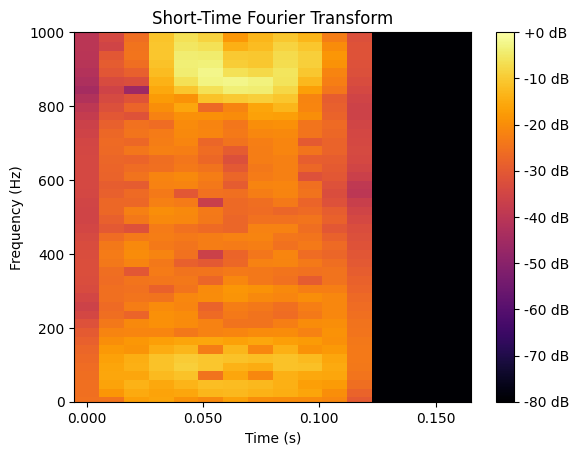 Short-Time Fourier Transform
1000
800
600
400
200
0
Frequency (Hz)
0.000
0.050
0.100
0.150
Time (s)
+0 dB
-10 dB
-20 dB
-30 dB
-40 dB
-50 dB
-60 dB
-70 dB
-80 dB